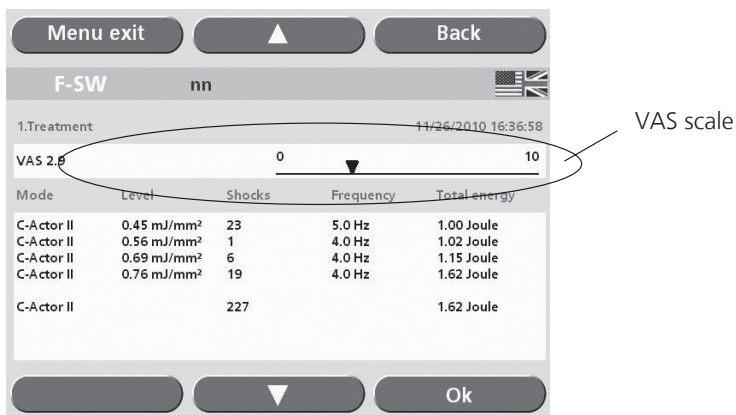 Menu exit ▲ Back
F-SW nn
1.Treatment 11/26/2010 16:36:58
VAS scale
VAS 2.9 0 10
Mode Level Shocks Frequency Total energy
C-Actor II 0.45 mJ/mm² 23 5.0 Hz 1.00 Joule
C-Actor II 0.56 mJ/mm² 1 4.0 Hz 1.02 Joule
C-Actor II 0.69 mJ/mm² 6 4.0 Hz 1.15 Joule
C-Actor II 0.76 mJ/mm² 19 4.0 Hz 1.62 Joule
C-Actor II 227 1.62 Joule
▼ Ok